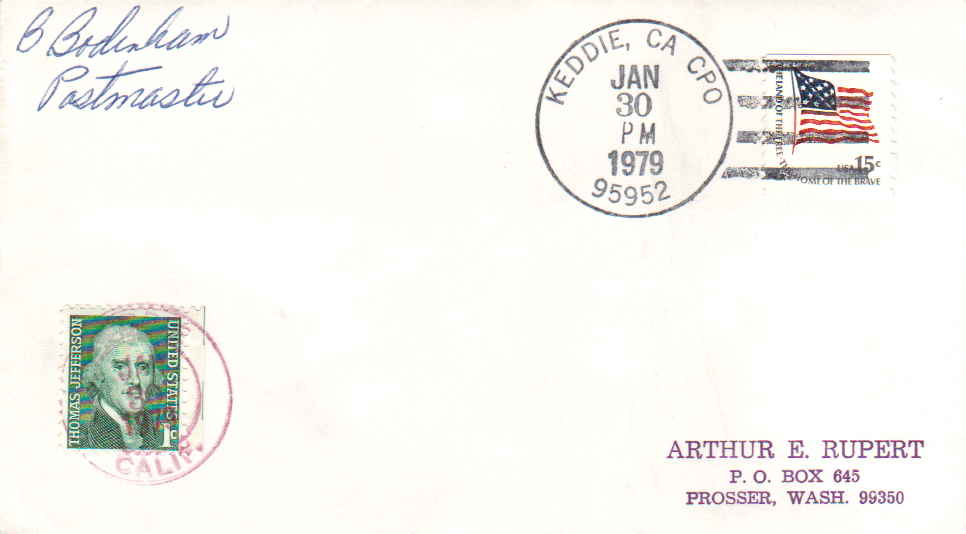 B Bodenham
Postmaster
KEDDIE, CA CPO
JAN
30
PM
1979
95952
THE LAND OF THE FREE, THE HOME OF THE BRAVE
USA 15c
THOMAS JEFFERSON
UNITED STATES
1c
CALIF.
ARTHUR E. RUPERT
P. O. BOX 645
PROSSER, WASH. 99350